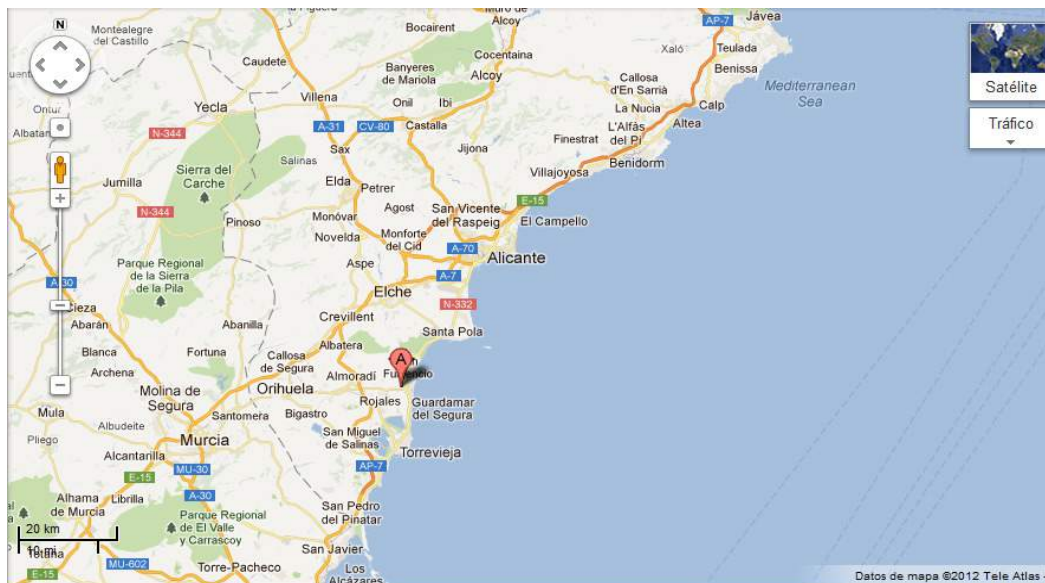 N
Muro de
Alcoy
AP-7
Jávea
Montealegre
del Castillo
Bocairent
Xaló
Teulada
Caudete
Cocentaina
Benissa
Banyeres
de Mariola
Alcoy
Callosa
d'En Sarrià
Mediterranean
Sea
Satélite
Ontur
Yecla
Villena
Onil
Ibi
La Nucia
Calp
Tráfico
N-344
A-31
CV-80
Castalla
Finestrat
L'Alfàs
del Pi
Altea
Sax
Jijona
Benidorm
Salinas
Villajoyosa
Sierra del
Carche
Jumilla
Elda
Petrer
E-15
N-344
Pinoso
Monóvar
Agost
San Vicente
del Raspeig
El Campello
Novelda
Monforte
del Cid
A-70
Alicante
Parque Regional
de la Sierra
de la Pila
Aspe
A-7
A-30
Elche
N-332
Cieza
Abarán
Abanilla
Crevillent
Santa Pola
Blanca
Fortuna
Callosa
de Segura
Albatera
A
Archena
Almoradí
Molina de
Segura
Orihuela
Rojales
Guardamar
del Segura
Mula
Albudeite
Santomera
Bigastro
Pliego
Murcia
San Miguel
de Salinas
Torrevieja
Alcantarilla
MU-30
AP-7
E-15
A-30
Alhama
de Murcia
Librilla
Parque Regional
de El Valle
y Carrascoy
San Pedro
del Pinatar
20 km
10 mi
Totana
MU-602
San Javier
Torre-Pacheco
Los
Alcázares
Datos de mapa ©2012 Tele Atlas -